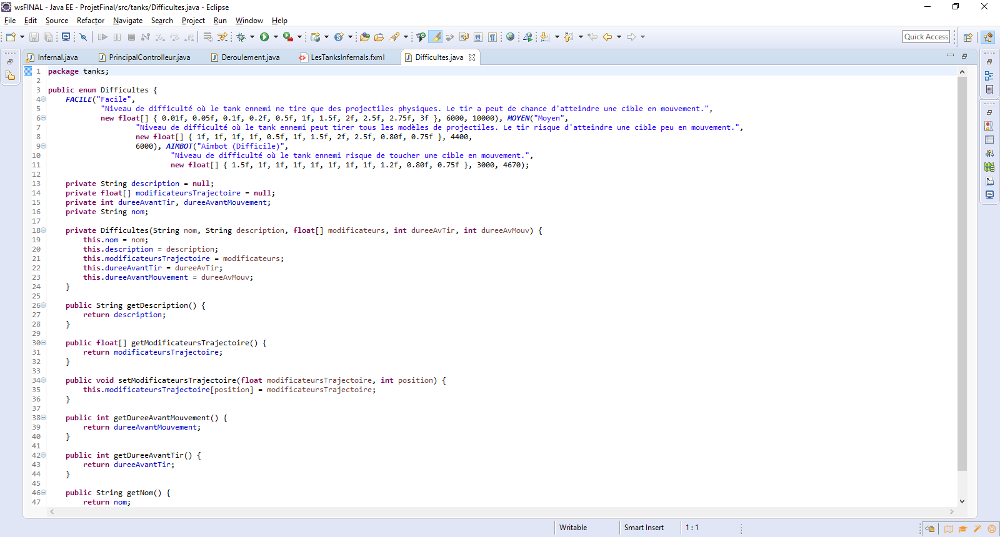 wsFINAL - Java EE - ProjetFinal/src/tanks/Difficultes.java - Eclipse
File Edit Source Refactor Navigate Search Project Run Window Help
Quick Access
Infernal.java PrincipalControlleur.java Deroulement.java LesTanksInfernals.fxml Difficultes.java
1 package tanks;
2
3 public enum Difficultes {
4 FACILE("Facile",
5 "Niveau de difficulté où le tank ennemi ne tire que des projectiles physiques. Le tir a peut de chance d'atteindre une cible en mouvement.",
6 new float[] { 0.01f, 0.05f, 0.1f, 0.2f, 0.5f, 1f, 1.5f, 2f, 2.5f, 2.75f, 3f }, 6000, 10000), MOYEN("Moyen",
7 "Niveau de difficulté où le tank ennemi peut tirer tous les modèles de projectiles. Le tir risque d'atteindre une cible peu en mouvement.",
8 new float[] { 1f, 1f, 1f, 1f, 0.5f, 1f, 1.5f, 2f, 2.5f, 0.80f, 0.75f }, 4400,
9 6000), AIMBOT("Aimbot (Difficile)",
10 "Niveau de difficulté où le tank ennemi risque de toucher une cible en mouvement.",
11 new float[] { 1.5f, 1f, 1f, 1f, 1f, 1f, 1f, 1f, 1.2f, 0.80f, 0.75f }, 3000, 4670);
12
13 private String description = null;
14 private float[] modificateursTrajectoire = null;
15 private int dureeAvantTir, dureeAvantMouvement;
16 private String nom;
17
18 private Difficultes(String nom, String description, float[] modificateurs, int dureeAvTir, int dureeAvMouv) {
19 this.nom = nom;
20 this.description = description;
21 this.modificateursTrajectoire = modificateurs;
22 this.dureeAvantTir = dureeAvTir;
23 this.dureeAvantMouvement = dureeAvMouv;
24 }
25
26 public String getDescription() {
27 return description;
28 }
29
30 public float[] getModificateursTrajectoire() {
31 return modificateursTrajectoire;
32 }
33
34 public void setModificateursTrajectoire(float modificateursTrajectoire, int position) {
35 this.modificateursTrajectoire[position] = modificateursTrajectoire;
36 }
37
38 public int getDureeAvantMouvement() {
39 return dureeAvantMouvement;
40 }
41
42 public int getDureeAvantTir() {
43 return dureeAvantTir;
44 }
45
46 public String getNom() {
47 return nom;
Writable Smart Insert 1 : 1